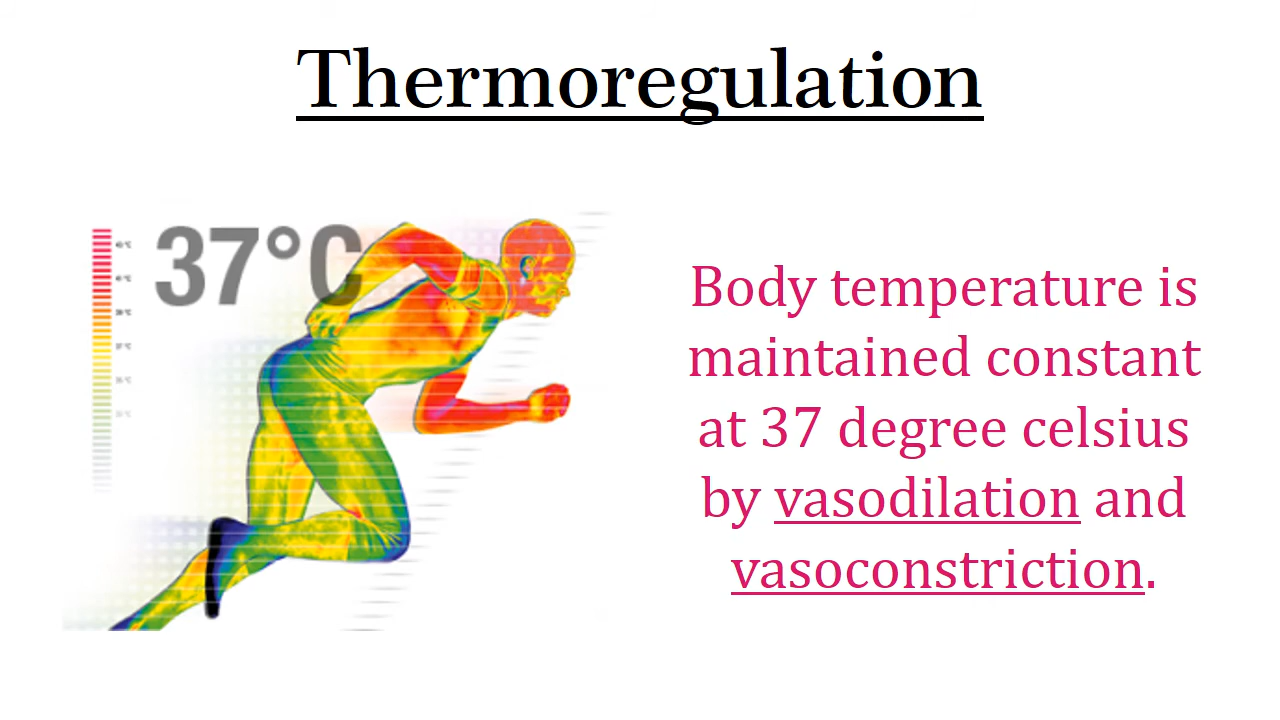 Thermoregulation
37°C
Body temperature is
maintained constant
at 37 degree celsius
by vasodilation and
vasoconstriction.